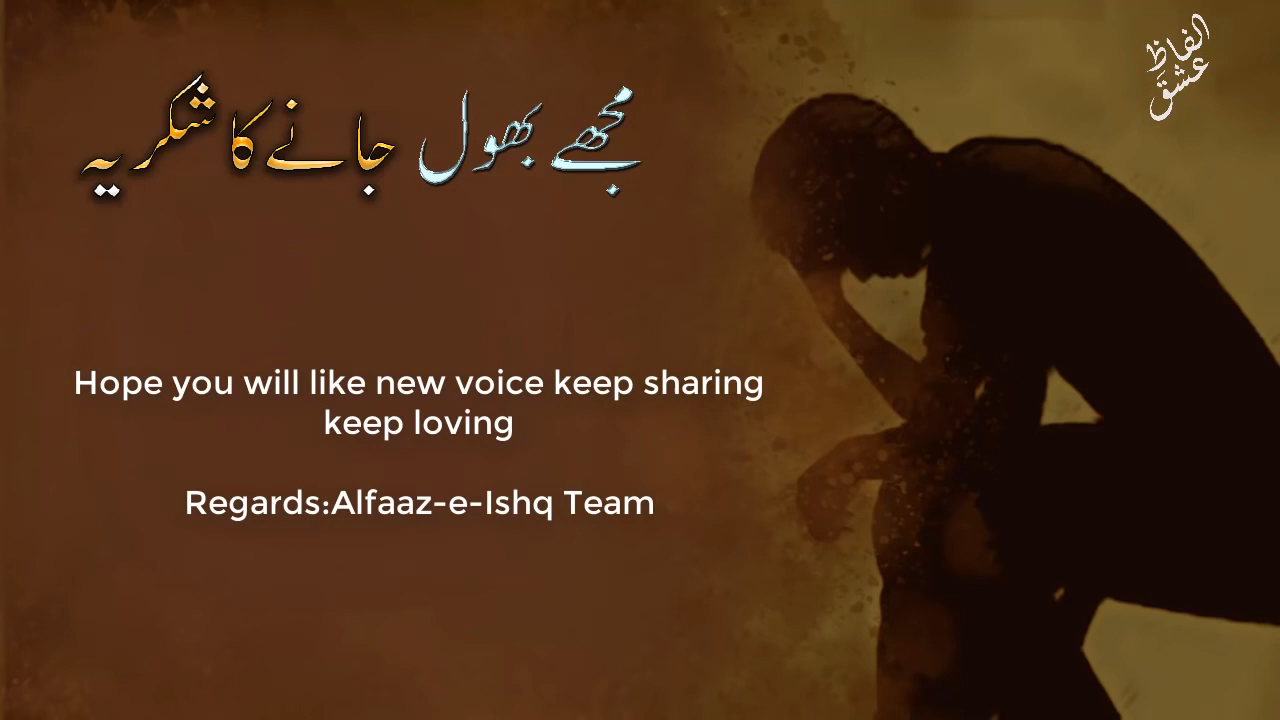 الفاظِ
عشق
مجھے بھول جانے کا شکریہ
Hope you will like new voice keep sharing
keep loving
Regards:Alfaaz-e-Ishq Team